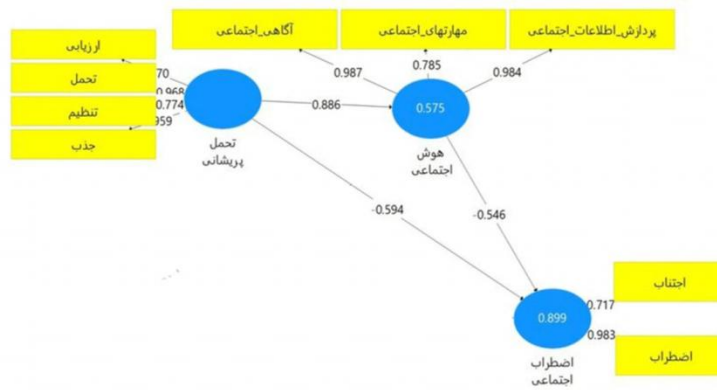 آگاهی_اجتماعی
مهارتهای_اجتماعی
پردازش_اطلاعات_اجتماعی
ارزیابی
تحمل
تنظیم
جذب
70
0.968
0.774
959
0.987
0.785
0.984
0.886
0.575
تحمل
پریشانی
هوش
اجتماعی
-0.594
-0.546
0.899
0.717
0.983
اجتناب
اضطراب
اضطراب
اجتماعی